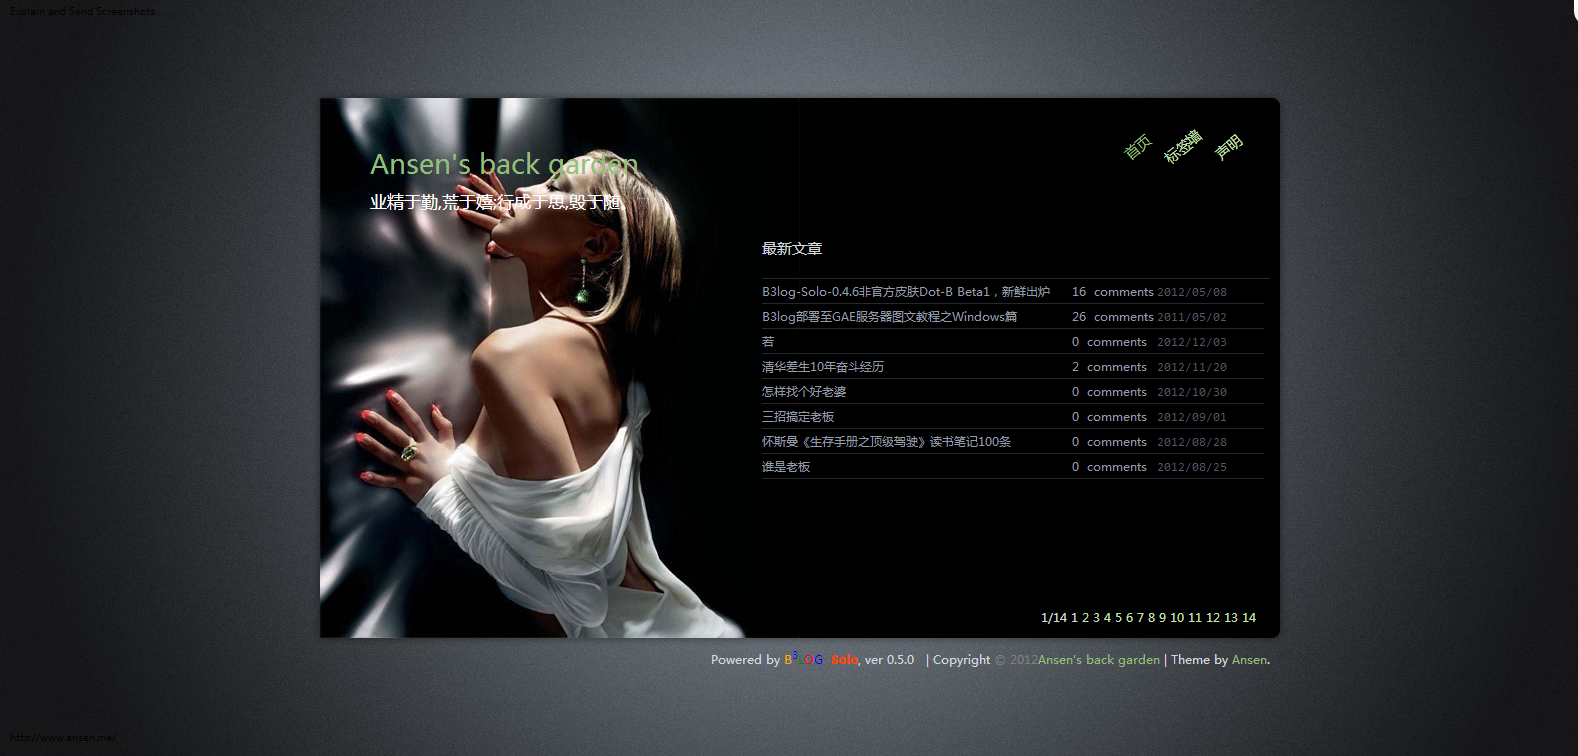 Explain and Send Screenshots
首页 标签墙 声明
Ansen's back garden
业精于勤,荒于嬉;行成于思,毁于随。
最新文章
B3log-Solo-0.4.6非官方皮肤Dot-B Beta1，新鲜出炉 16 comments 2012/05/08
B3log部署至GAE服务器图文教程之Windows篇 26 comments 2011/05/02
若 0 comments 2012/12/03
清华差生10年奋斗经历 2 comments 2012/11/20
怎样找个好老婆 0 comments 2012/10/30
三招搞定老板 0 comments 2012/09/01
怀斯曼《生存手册之顶级驾驶》读书笔记100条 0 comments 2012/08/28
谁是老板 0 comments 2012/08/25
1/14 1 2 3 4 5 6 7 8 9 10 11 12 13 14
Powered by B3LOG Solo, ver 0.5.0 | Copyright © 2012Ansen's back garden | Theme by Ansen.
http://www.ansen.me/